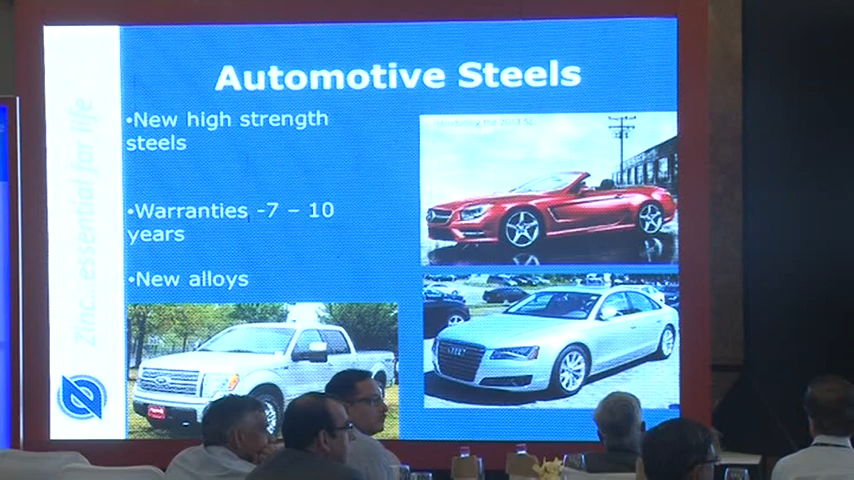 Automotive Steels
•New high strength
steels
•Warranties -7 – 10
years
•New alloys
Zinc...essential for life